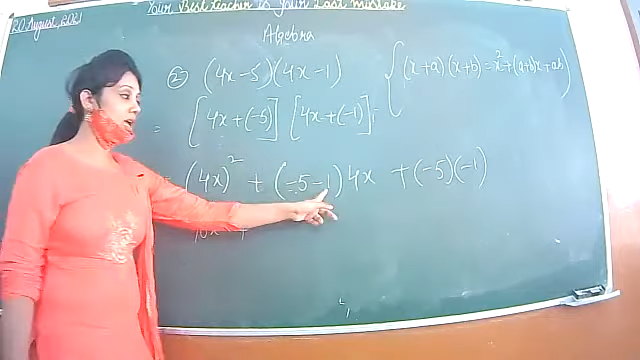 20 August, 2021
Your Best teacher is your Last mistake
Algebra
② (4x-5)(4x-1)
{(x+a)(x+b)=x²+(a+b)x+ab}
= [4x+(-5)] [4x+(-1)]
= (4x)² + (-5-1)4x + (-5)(-1)